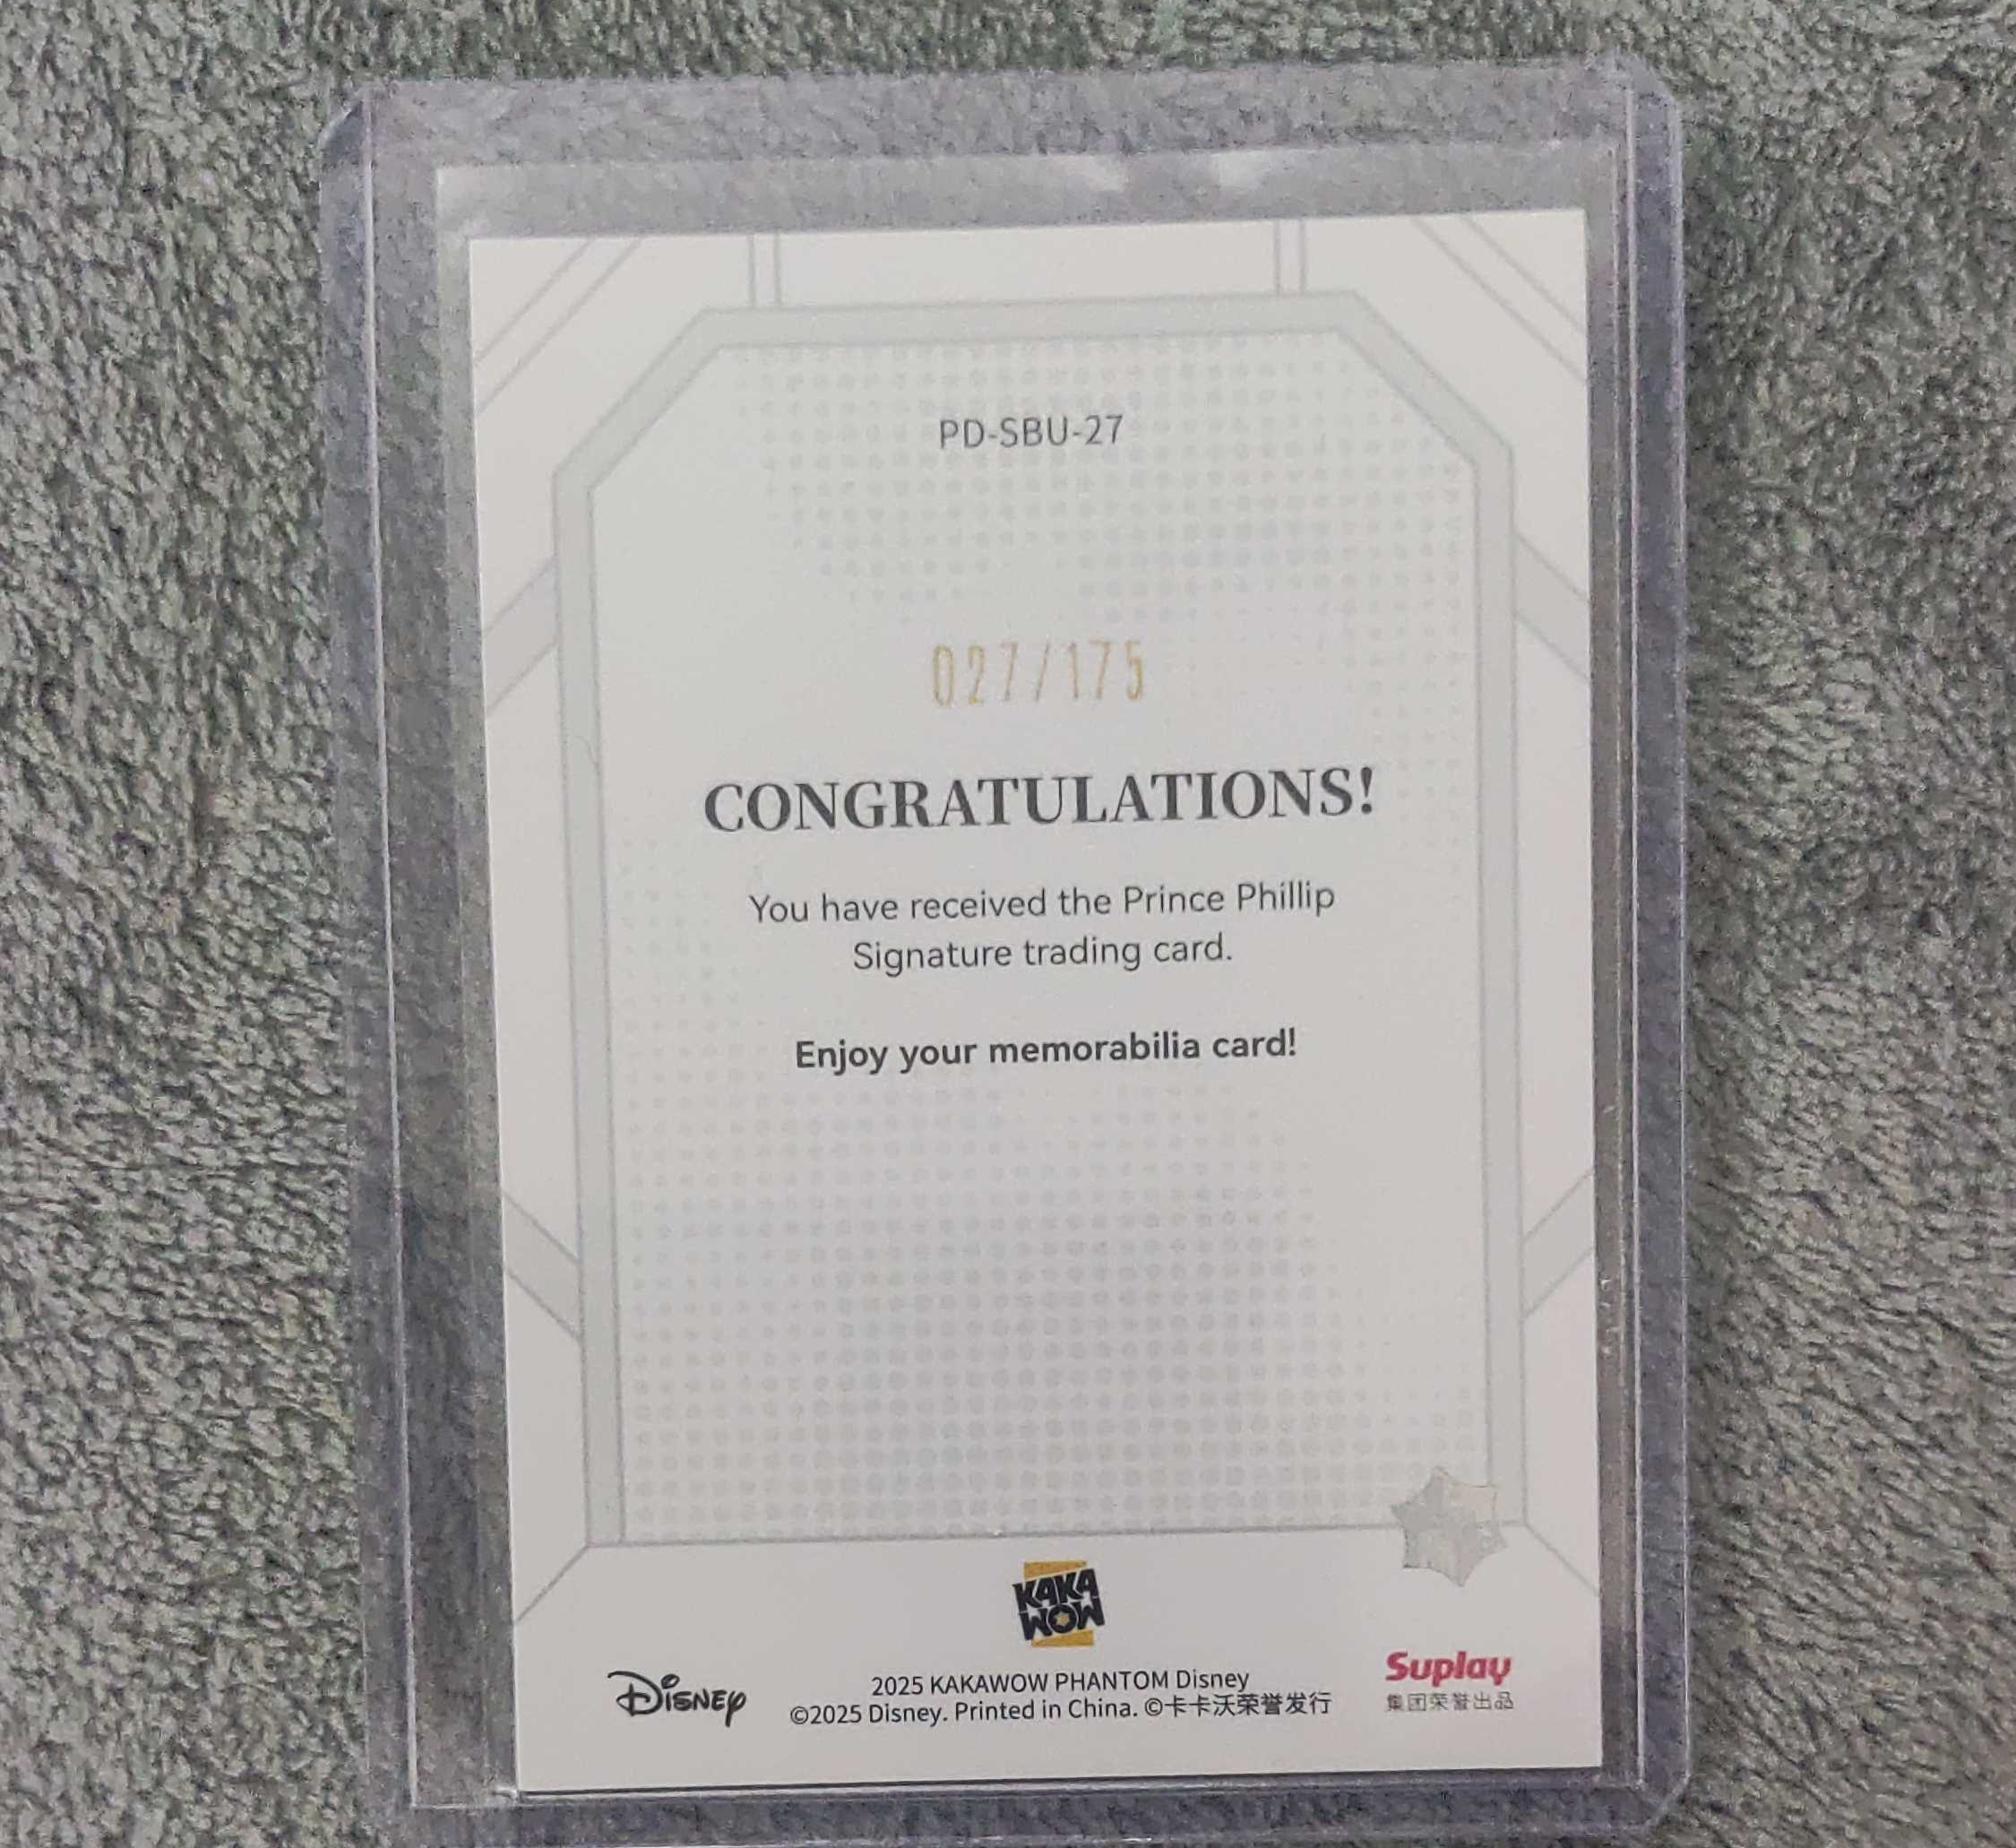 PD-SBU-27
027/175
CONGRATULATIONS!
You have received the Prince Phillip
Signature trading card.
Enjoy your memorabilia card!
KAKA
WOW
Disney
2025 KAKAWOW PHANTOM Disney
©2025 Disney. Printed in China. ©卡卡沃荣誉发行
Suplay
集团荣誉出品